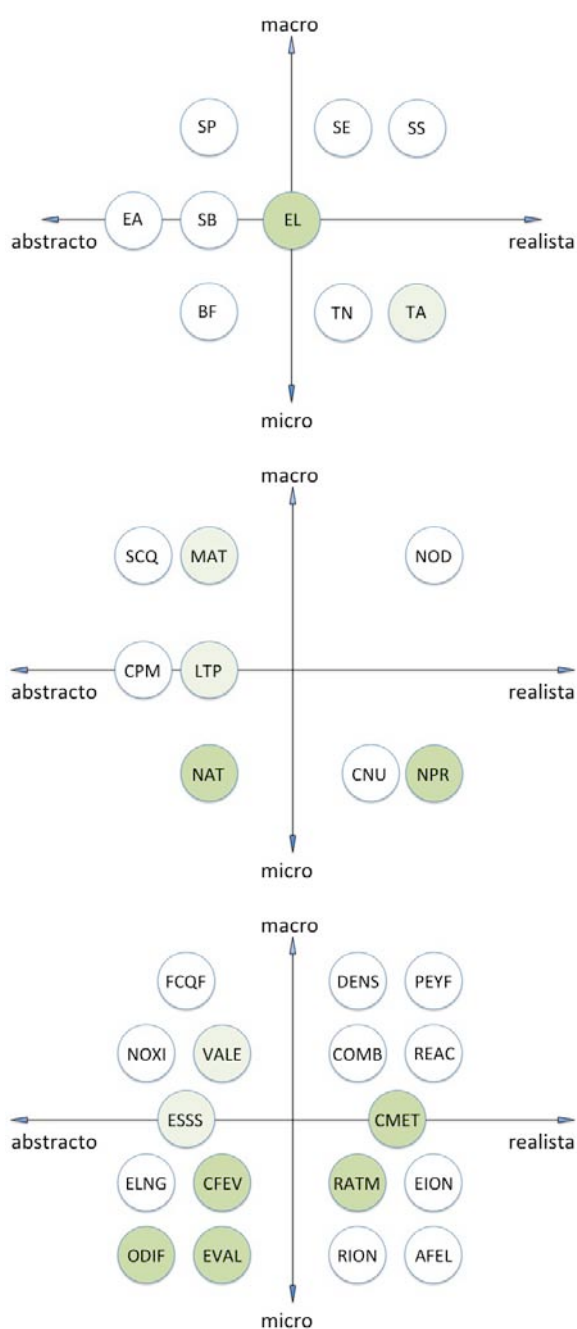 macro
SP SE SS
EA SB EL
abstracto realista
BF TN TA
micro
macro
SCQ MAT NOD
CPM LTP
abstracto realista
NAT CNU NPR
micro
macro
FCQF DENS PEYF
NOXI VALE COMB REAC
ESSS CMET
abstracto realista
ELNG CFEV RATM EION
ODIF EVAL RION AFEL
micro